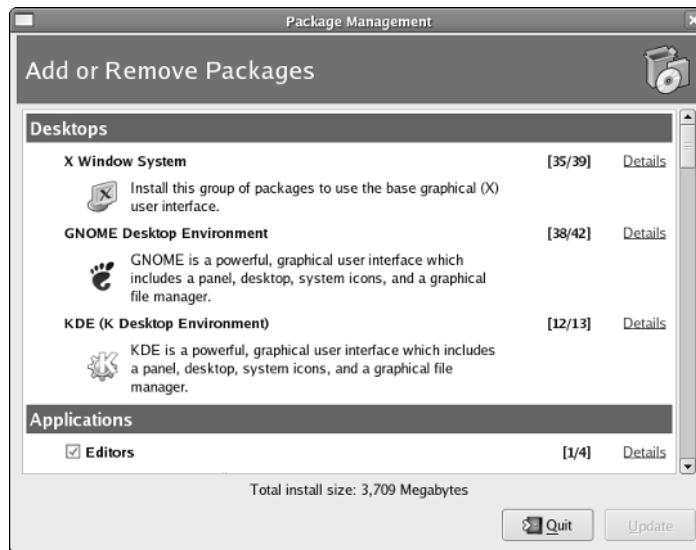 Package Management
Add or Remove Packages
Desktops
X Window System [35/39] Details
Install this group of packages to use the base graphical (X)
user interface.
GNOME Desktop Environment [38/42] Details
GNOME is a powerful, graphical user interface which
includes a panel, desktop, system icons, and a graphical
file manager.
KDE (K Desktop Environment) [12/13] Details
KDE is a powerful, graphical user interface which includes
a panel, desktop, system icons, and a graphical file
manager.
Applications
Editors [1/4] Details
Total install size: 3,709 Megabytes
Quit Update